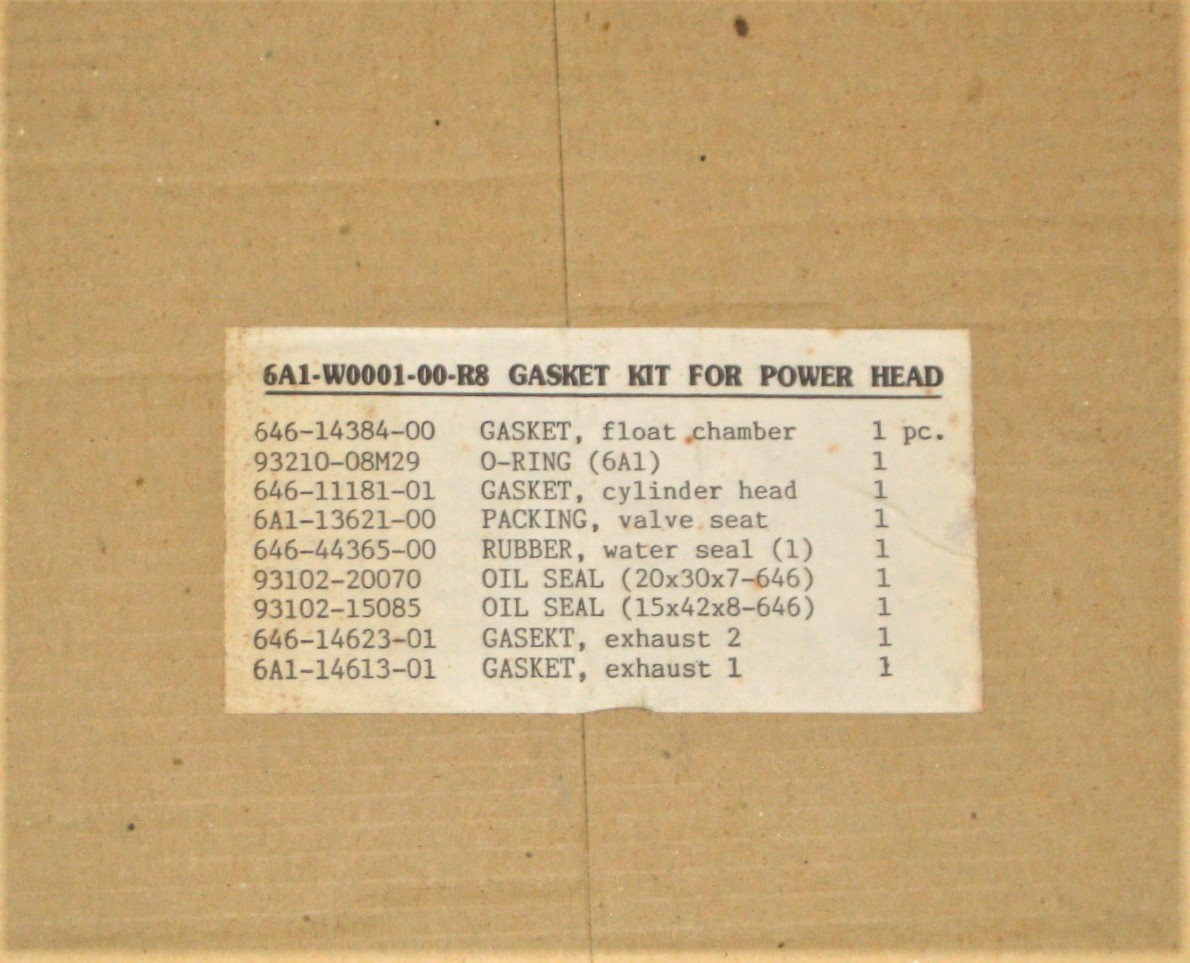 6A1-W0001-00-R8 GASKET KIT FOR POWER HEAD
646-14384-00 GASKET, float chamber 1 pc.
93210-08M29 O-RING (6A1) 1
646-11181-01 GASKET, cylinder head 1
6A1-13621-00 PACKING, valve seat 1
646-44365-00 RUBBER, water seal (1) 1
93102-20070 OIL SEAL (20x30x7-646) 1
93102-15085 OIL SEAL (15x42x8-646) 1
646-14623-01 GASEKT, exhaust 2 1
6A1-14613-01 GASKET, exhaust 1 1